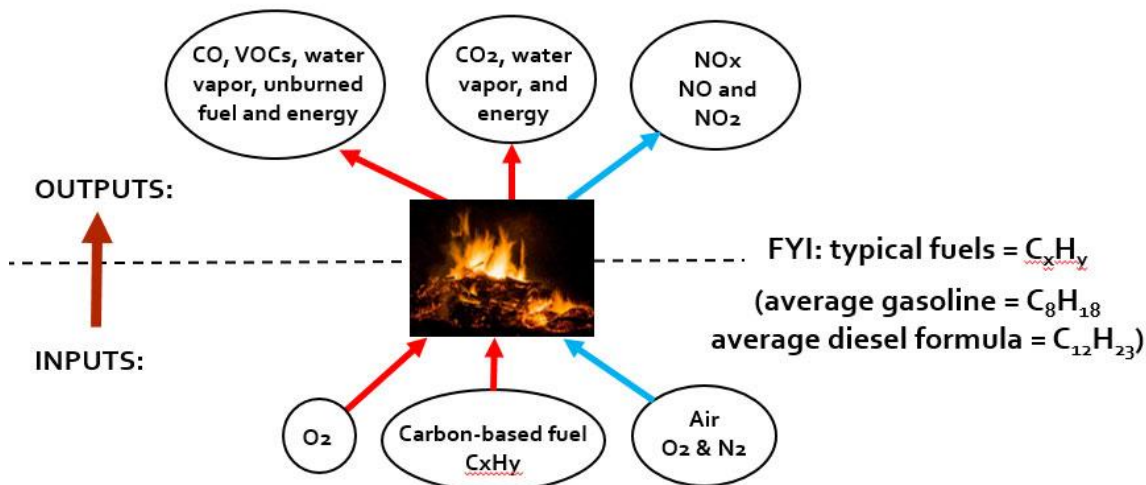 CO, VOCs, water
vapor, unburned
fuel and energy
CO2, water
vapor, and
energy
NOx
NO and
NO2
OUTPUTS:
INPUTS:
FYI: typical fuels = CₓHᵧ
(average gasoline = C₈H₁₈
average diesel formula = C₁₂H₂₃)
O2
Carbon-based fuel
CxHy
Air
O2 & N2